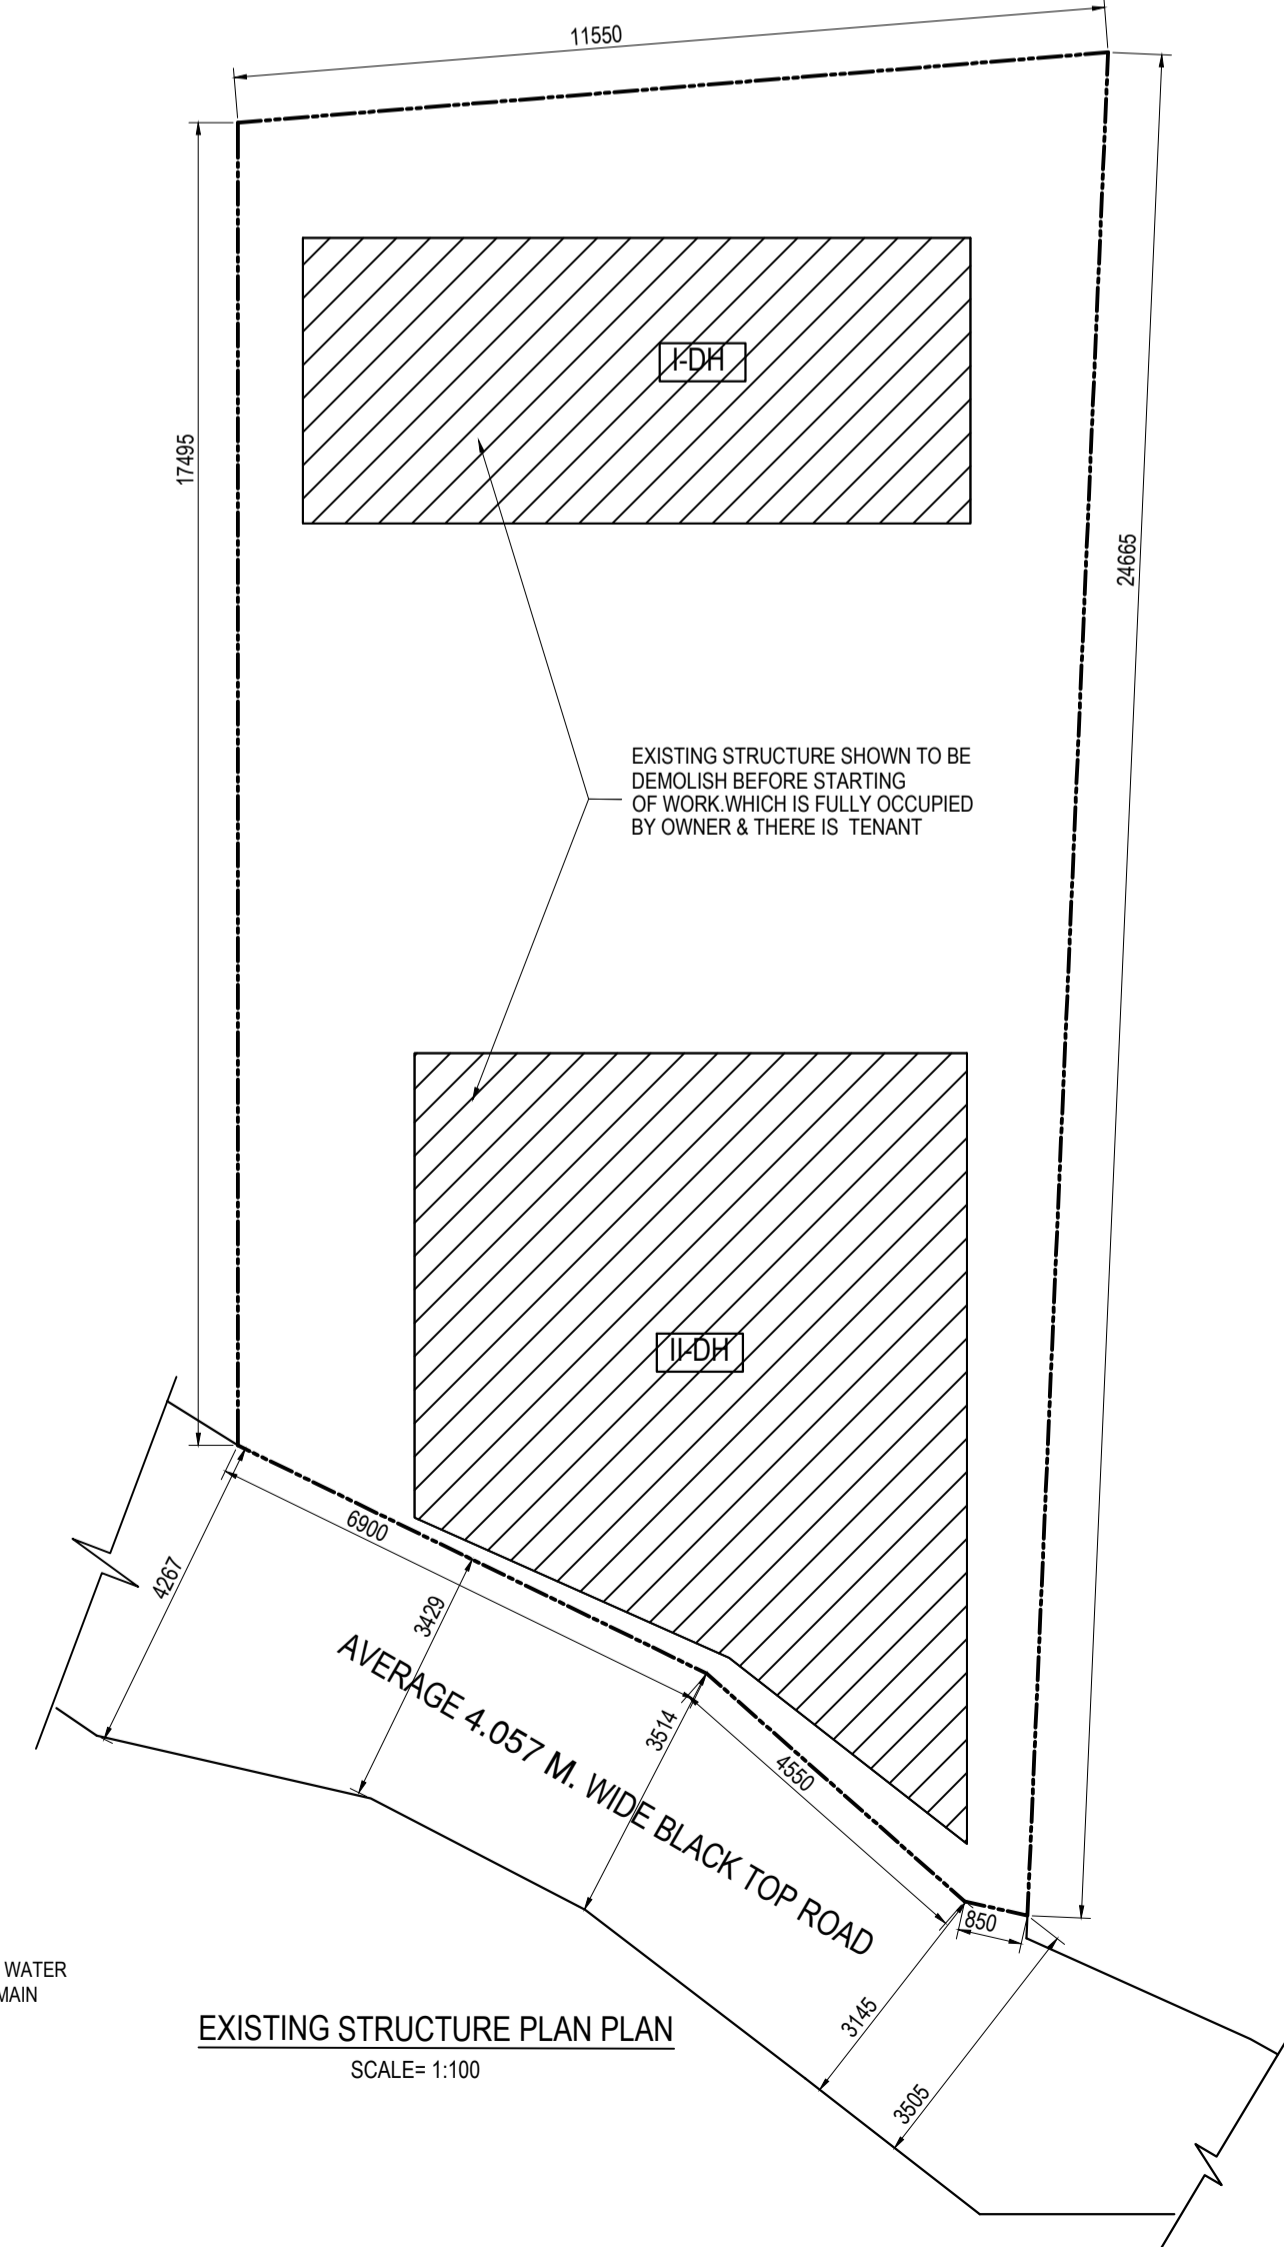 11550
17495
I-DH
24665
EXISTING STRUCTURE SHOWN TO BE
DEMOLISH BEFORE STARTING
OF WORK.WHICH IS FULLY OCCUPIED
BY OWNER & THERE IS TENANT
II-DH
6900
4267
3429
3514
AVERAGE 4.057 M. WIDE BLACK TOP ROAD
4550
850
3145
3505
WATER
MAIN
EXISTING STRUCTURE PLAN PLAN
SCALE= 1:100